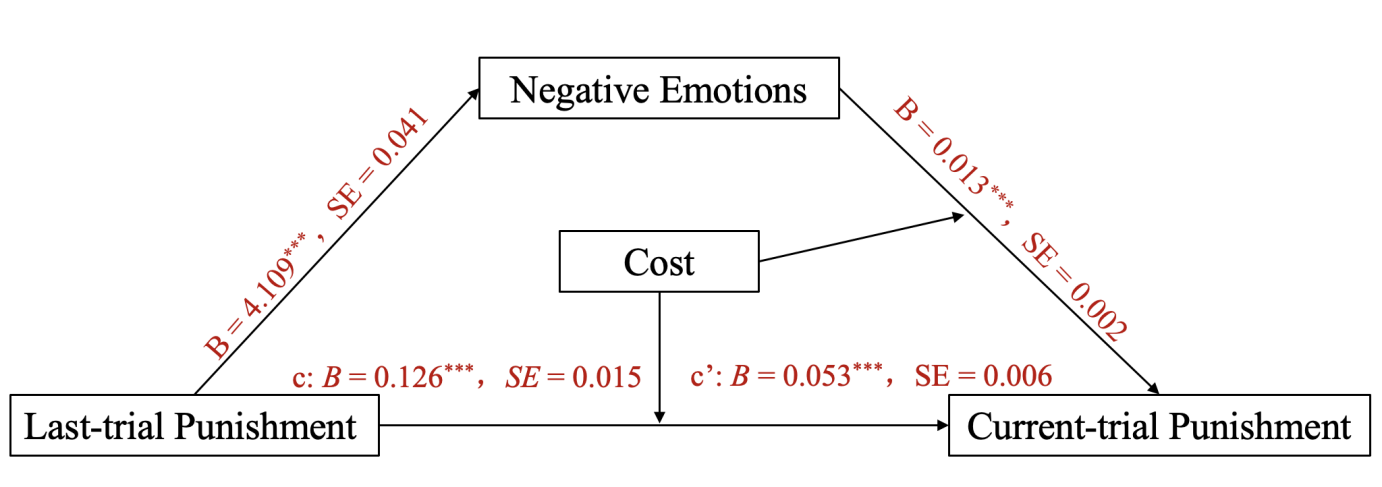 Negative Emotions
B = 4.109***，SE = 0.041
B = 0.013***，SE = 0.002
Cost
c: B = 0.126***，SE = 0.015
c’: B = 0.053***，SE = 0.006
Last-trial Punishment
Current-trial Punishment